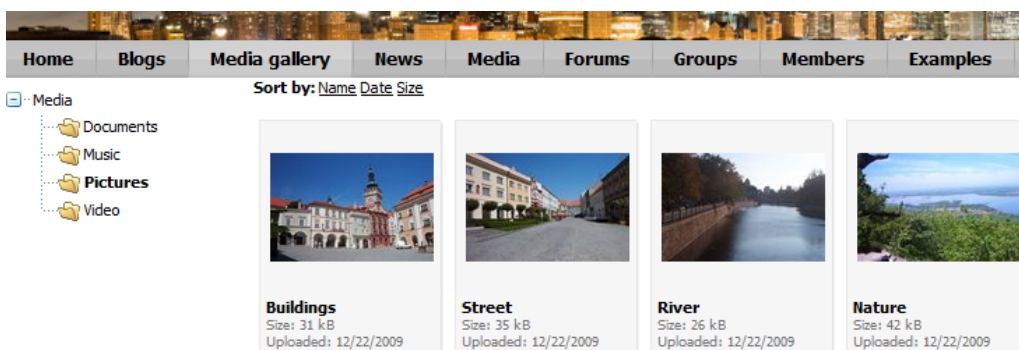 Home Blogs Media gallery News Media Forums Groups Members Examples
Sort by: Name Date Size
Media
Documents
Music
Pictures
Video
Buildings
Size: 31 kB
Uploaded: 12/22/2009
Street
Size: 35 kB
Uploaded: 12/22/2009
River
Size: 26 kB
Uploaded: 12/22/2009
Nature
Size: 42 kB
Uploaded: 12/22/2009